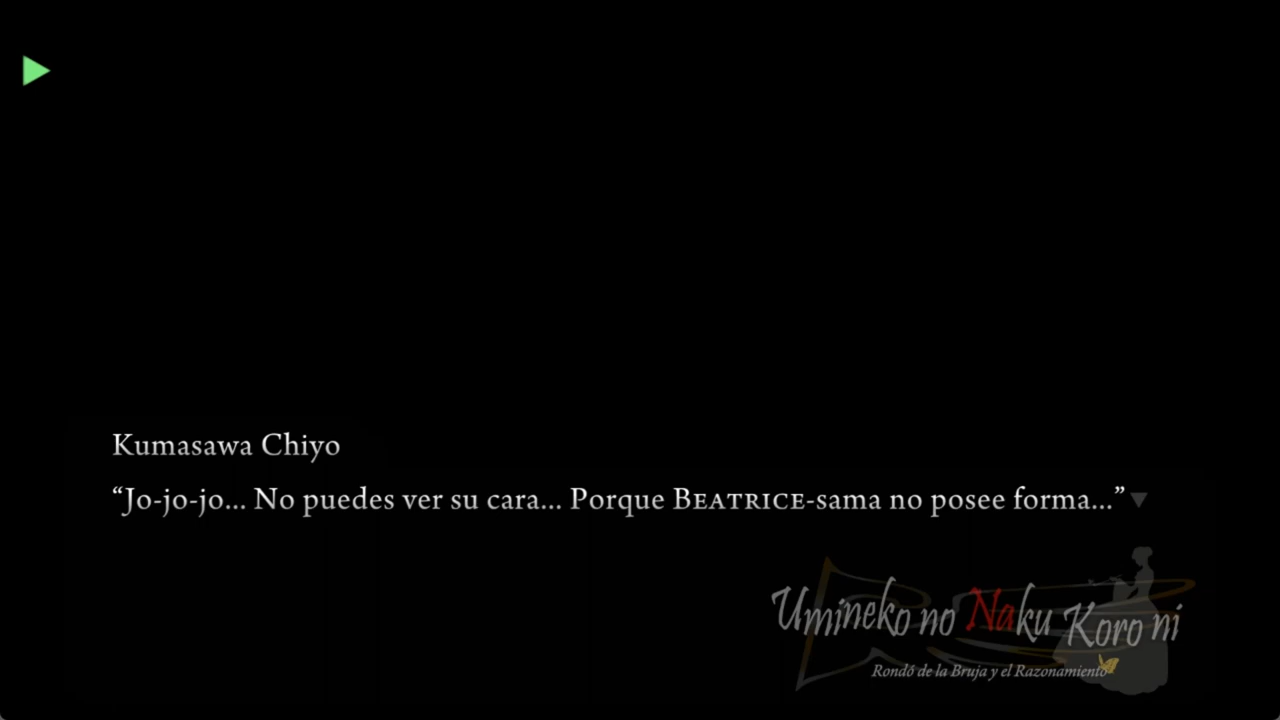 Kumasawa Chiyo
“Jo-jo-jo... No puedes ver su cara... Porque BEATRICE-sama no posee forma...”
Umineko no Naku Koro ni
Rondó de la Bruja y el Razonamiento